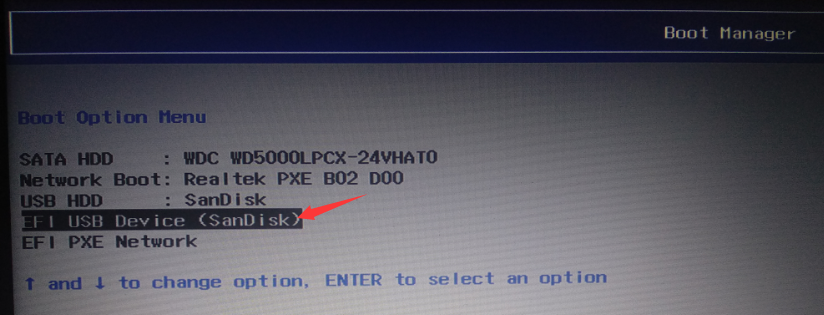 Boot Manager
Boot Option Menu
SATA HDD : WDC WD5000LPCX-24VHAT0
Network Boot: Realtek PXE B02 D00
USB HDD : SanDisk
EFI USB Device (SanDisk)
EFI PXE Network
↑ and ↓ to change option, ENTER to select an option